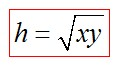 h = √xy